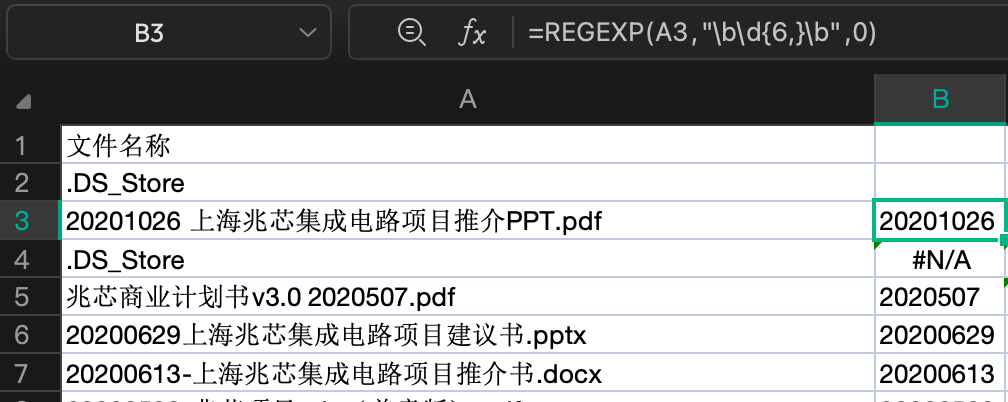 B3 fx =REGEXP(A3,"\b\d{6,}\b",0)
A B
1 文件名称
2 .DS_Store
3 20201026 上海兆芯集成电路项目推介PPT.pdf 20201026
4 .DS_Store #N/A
5 兆芯商业计划书v3.0 2020507.pdf 2020507
6 20200629上海兆芯集成电路项目建议书.pptx 20200629
7 20200613-上海兆芯集成电路项目推介书.docx 20200613